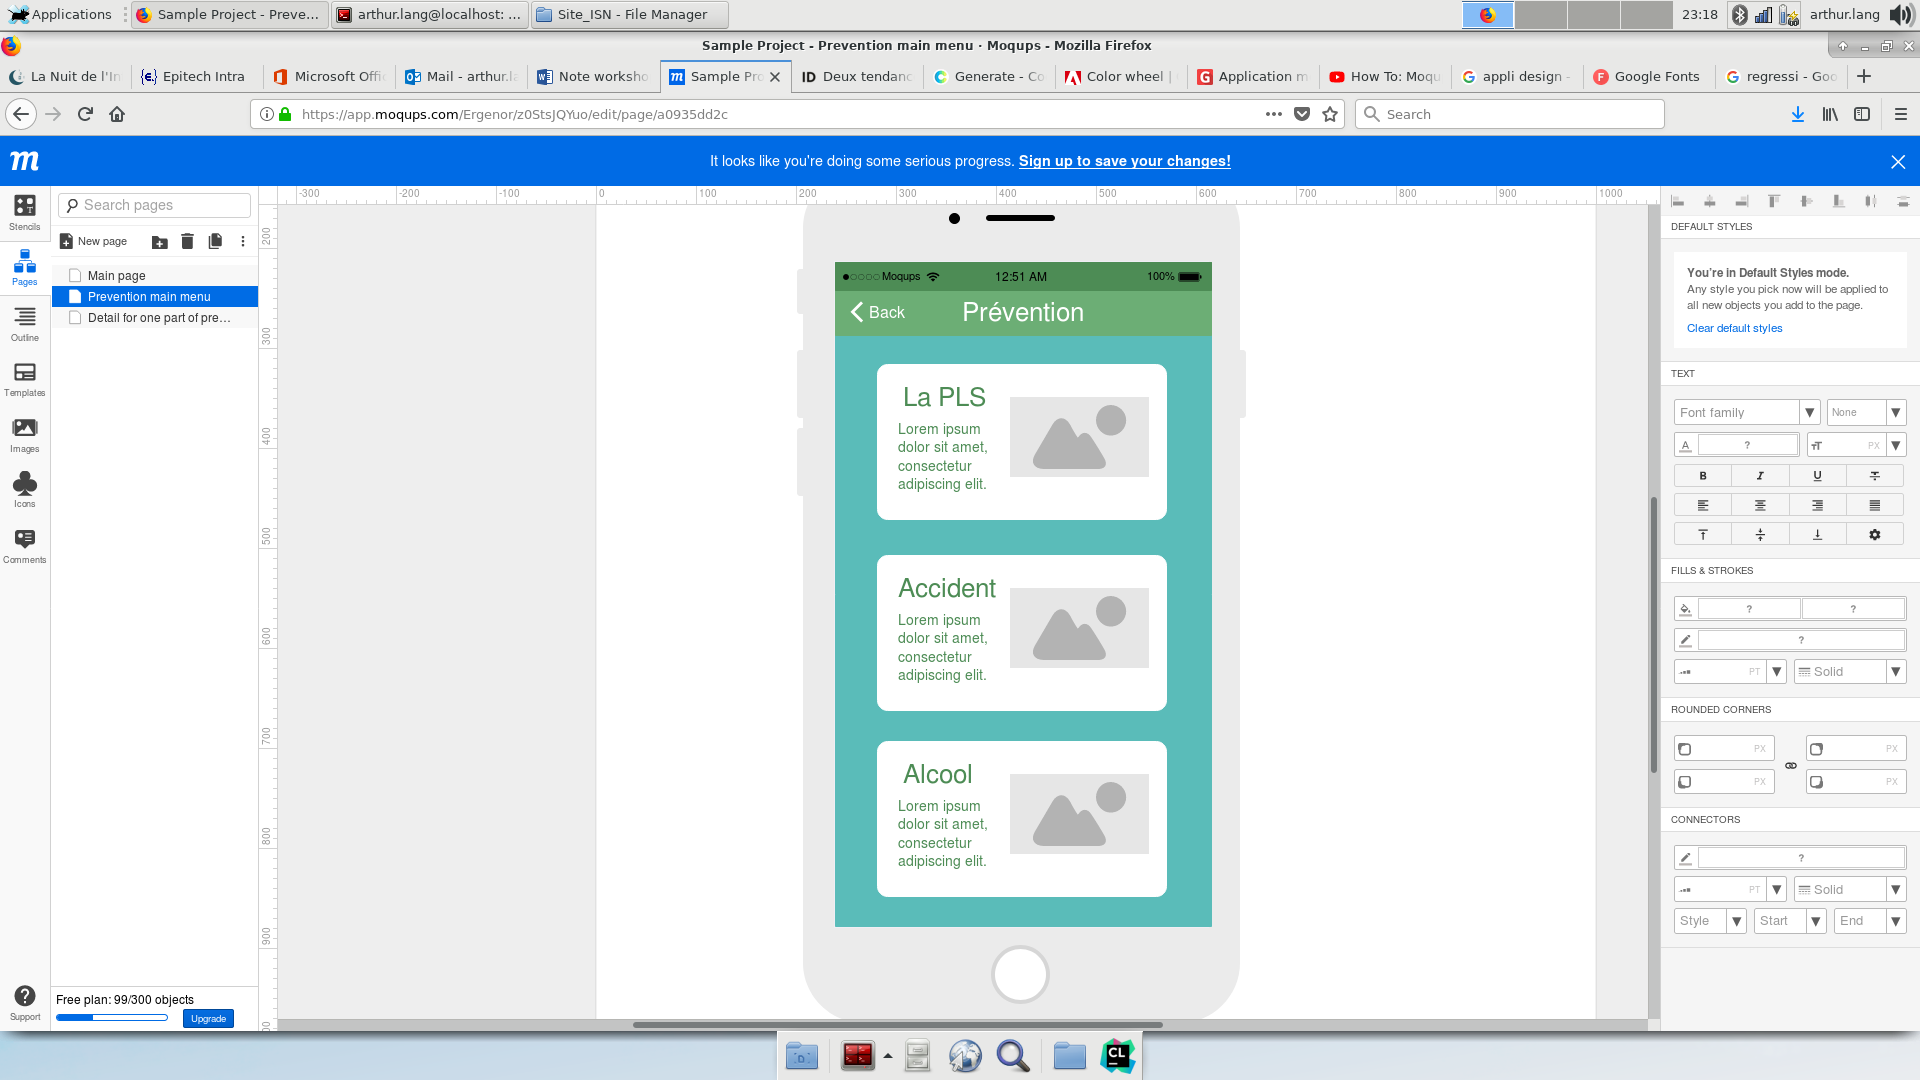 Applications
Sample Project - Preve...
arthur.lang@localhost: ...
Site_ISN - File Manager
23:18
arthur.lang
Sample Project - Prevention main menu · Moqups - Mozilla Firefox
La Nuit de l'In
Epitech Intra
Microsoft Offi
Mail - arthur.la
Note worksho
Sample Pro
ID Deux tendanc
Generate - Co
Color wheel |
Application m
How To: Moqu
appli design -
Google Fonts
regressi - Goo
https://app.moqups.com/Ergenor/z0StsJQYuo/edit/page/a0935dd2c
Search
m
It looks like you're doing some serious progress. Sign up to save your changes!
Stencils
Pages
Outline
Templates
Images
Icons
Comments
Support
Search pages
New page
Main page
Prevention main menu
Detail for one part of pre...
Free plan: 99/300 objects
Upgrade
-300 -200 -100 0 100 200 300 400 500 600 700 800 900 1000
200
300
400
500
600
700
800
900
Moqups
12:51 AM
100%
Back
Prévention
La PLS
Lorem ipsum
dolor sit amet,
consectetur
adipiscing elit.
Accident
Lorem ipsum
dolor sit amet,
consectetur
adipiscing elit.
Alcool
Lorem ipsum
dolor sit amet,
consectetur
adipiscing elit.
DEFAULT STYLES
You're in Default Styles mode.
Any style you pick now will be applied to
all new objects you add to the page.
Clear default styles
TEXT
Font family
None
A ?
TT PX
B I U
FILLS & STROKES
? ?
?
PT Solid
ROUNDED CORNERS
PX PX
PX PX
CONNECTORS
?
PT Solid
Style Start End
CL